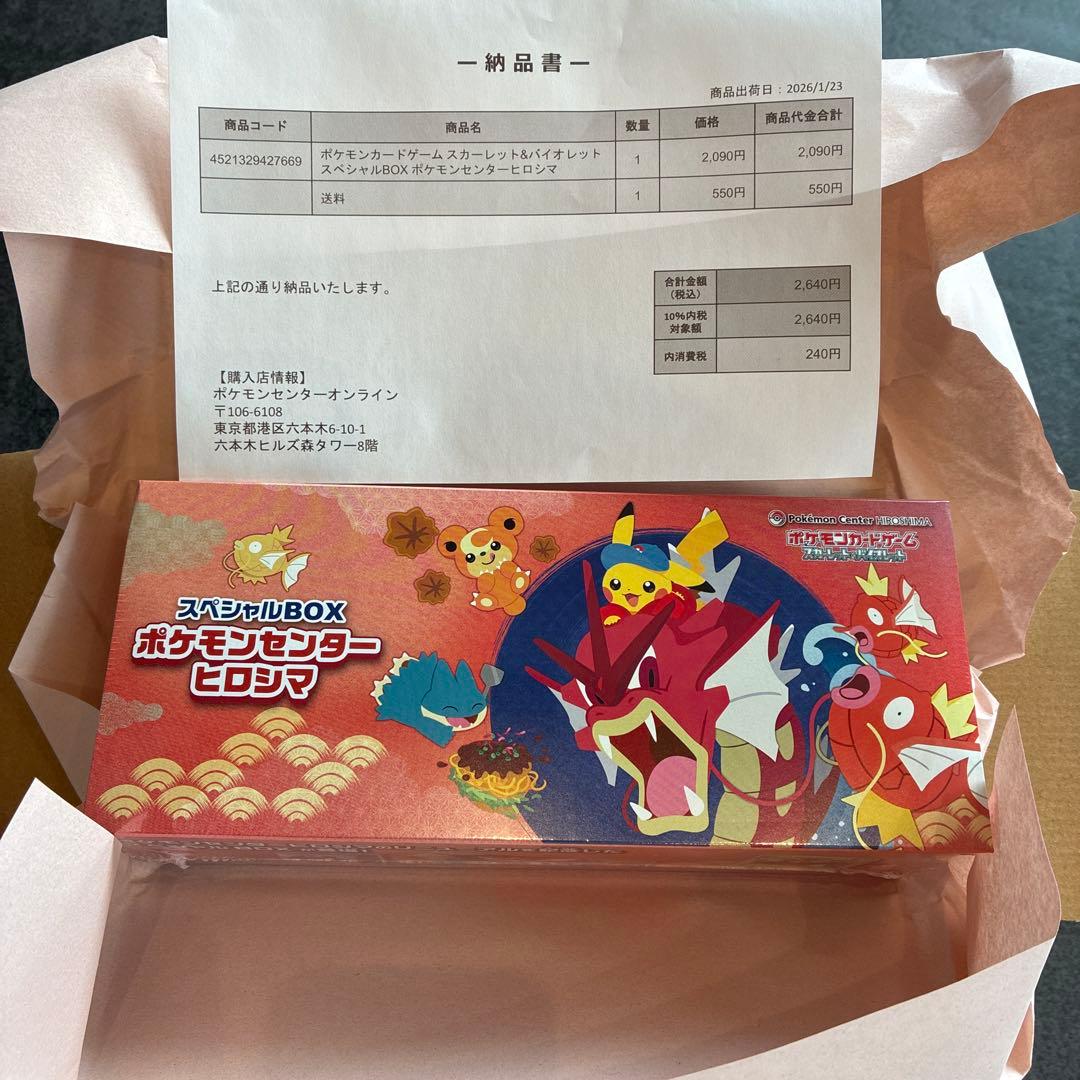 ー納品書ー
商品出荷日：2026/1/23
商品コード 商品名 数量 価格 商品代金合計
4521329427669 ポケモンカードゲーム スカーレット&バイオレット 1 2,090円 2,090円
スペシャルBOX ポケモンセンターヒロシマ
送料 1 550円 550円
上記の通り納品いたします。
合計金額 2,640円
（税込）
10%内税 2,640円
対象額
内消費税 240円
【購入店情報】
ポケモンセンターオンライン
〒106-6108
東京都港区六本木6-10-1
六本木ヒルズ森タワー8階
Pokémon Center HIROSHIMA
ポケモンカードゲーム
スカーレット&バイオレット
スペシャルBOX
ポケモンセンター
ヒロシマ